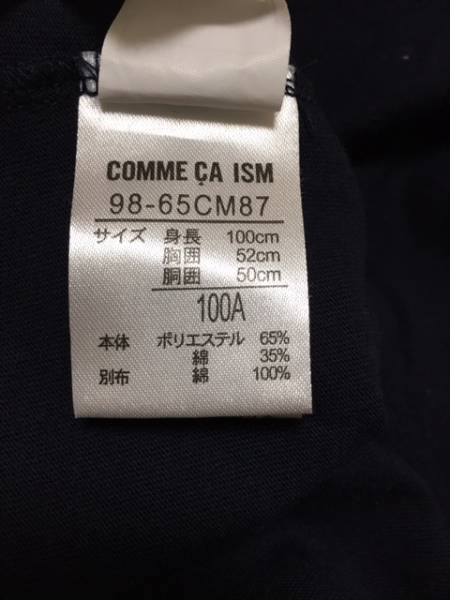 COMME ÇA ISM
98-65CM87
サイズ 身長 100cm
胸囲 52cm
胴囲 50cm
100A
本体 ポリエステル 65%
綿 35%
別布 綿 100%